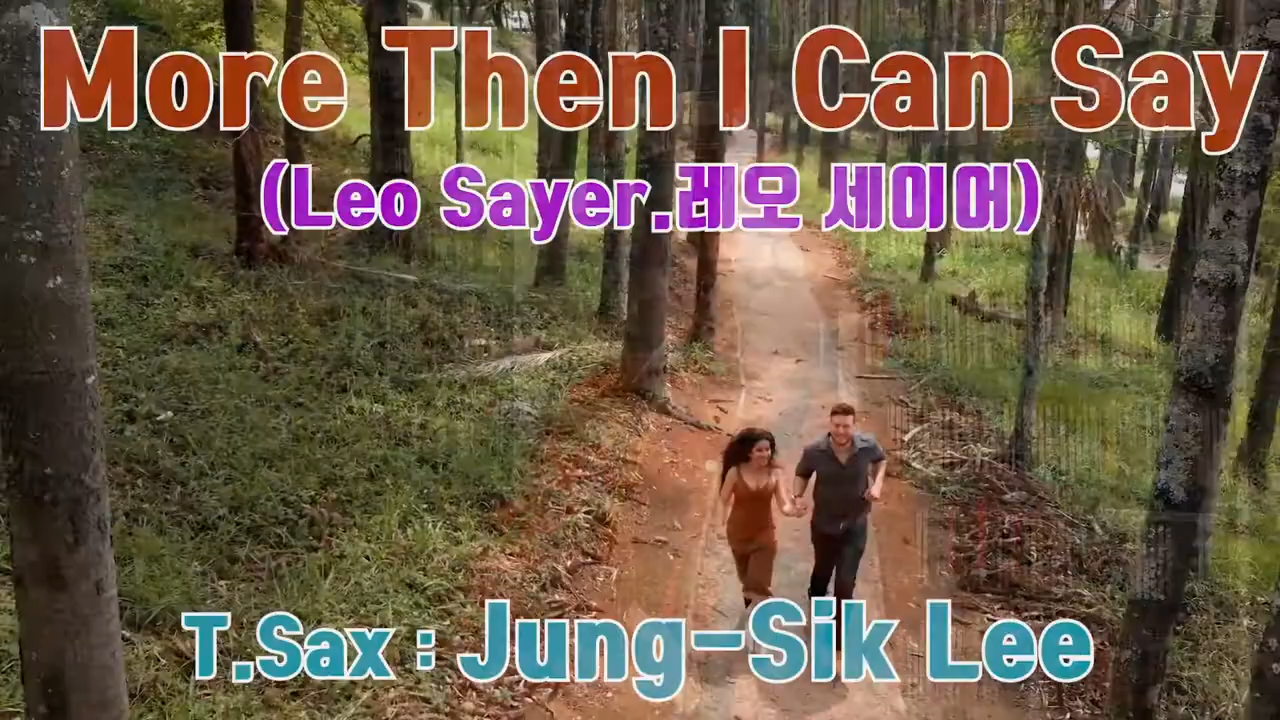 More Then I Can Say
(Leo Sayer.레오 세이어)
T.Sax : Jung-Sik Lee